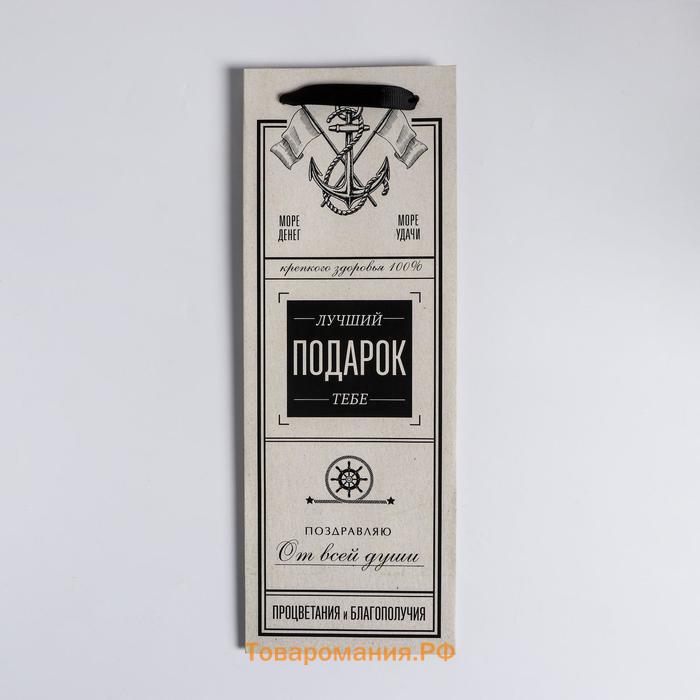 МОРЕ
ДЕНЕГ
МОРЕ
УДАЧИ
крепкого здоровья 100%
ЛУЧШИЙ
ПОДАРОК
ТЕБЕ
ПОЗДРАВЛЯЮ
От всей души
ПРОЦВЕТАНИЯ и БЛАГОПОЛУЧИЯ
Товаромания.РФ